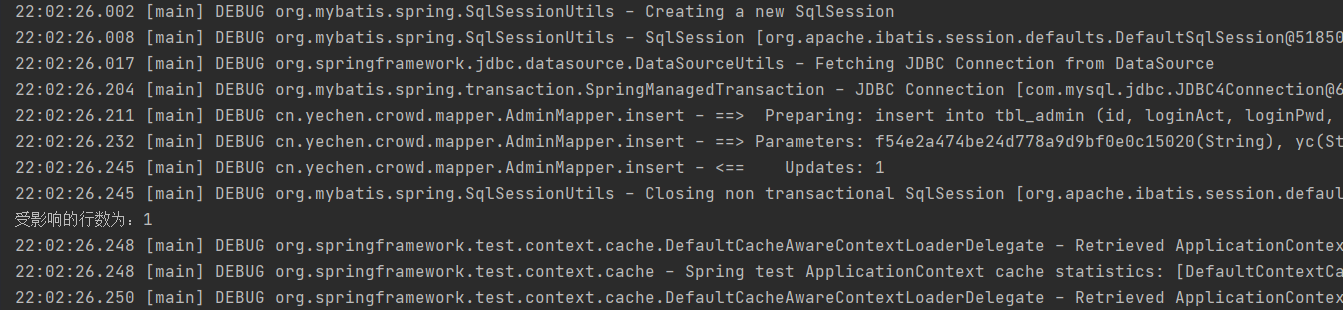 22:02:26.002 [main] DEBUG org.mybatis.spring.SqlSessionUtils - Creating a new SqlSession
22:02:26.008 [main] DEBUG org.mybatis.spring.SqlSessionUtils - SqlSession [org.apache.ibatis.session.defaults.DefaultSqlSession@51850
22:02:26.017 [main] DEBUG org.springframework.jdbc.datasource.DataSourceUtils - Fetching JDBC Connection from DataSource
22:02:26.204 [main] DEBUG org.mybatis.spring.transaction.SpringManagedTransaction - JDBC Connection [com.mysql.jdbc.JDBC4Connection@6
22:02:26.211 [main] DEBUG cn.yechen.crowd.mapper.AdminMapper.insert - ==>  Preparing: insert into tbl_admin (id, loginAct, loginPwd,
22:02:26.232 [main] DEBUG cn.yechen.crowd.mapper.AdminMapper.insert - ==> Parameters: f54e2a474be24d778a9d9bf0e0c15020(String), yc(St
22:02:26.245 [main] DEBUG cn.yechen.crowd.mapper.AdminMapper.insert - <==    Updates: 1
22:02:26.245 [main] DEBUG org.mybatis.spring.SqlSessionUtils - Closing non transactional SqlSession [org.apache.ibatis.session.defaul
受影响的行数为：1
22:02:26.248 [main] DEBUG org.springframework.test.context.cache.DefaultCacheAwareContextLoaderDelegate - Retrieved ApplicationContex
22:02:26.248 [main] DEBUG org.springframework.test.context.cache - Spring test ApplicationContext cache statistics: [DefaultContextCa
22:02:26.250 [main] DEBUG org.springframework.test.context.cache.DefaultCacheAwareContextLoaderDelegate - Retrieved ApplicationContex